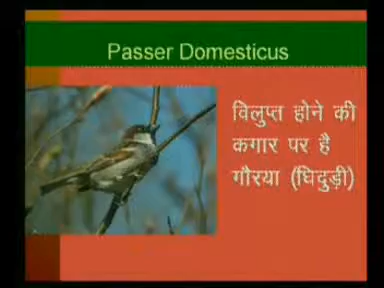 Passer Domesticus
विलुप्त होने की
कगार पर है
गौरया (घिदुड़ी)